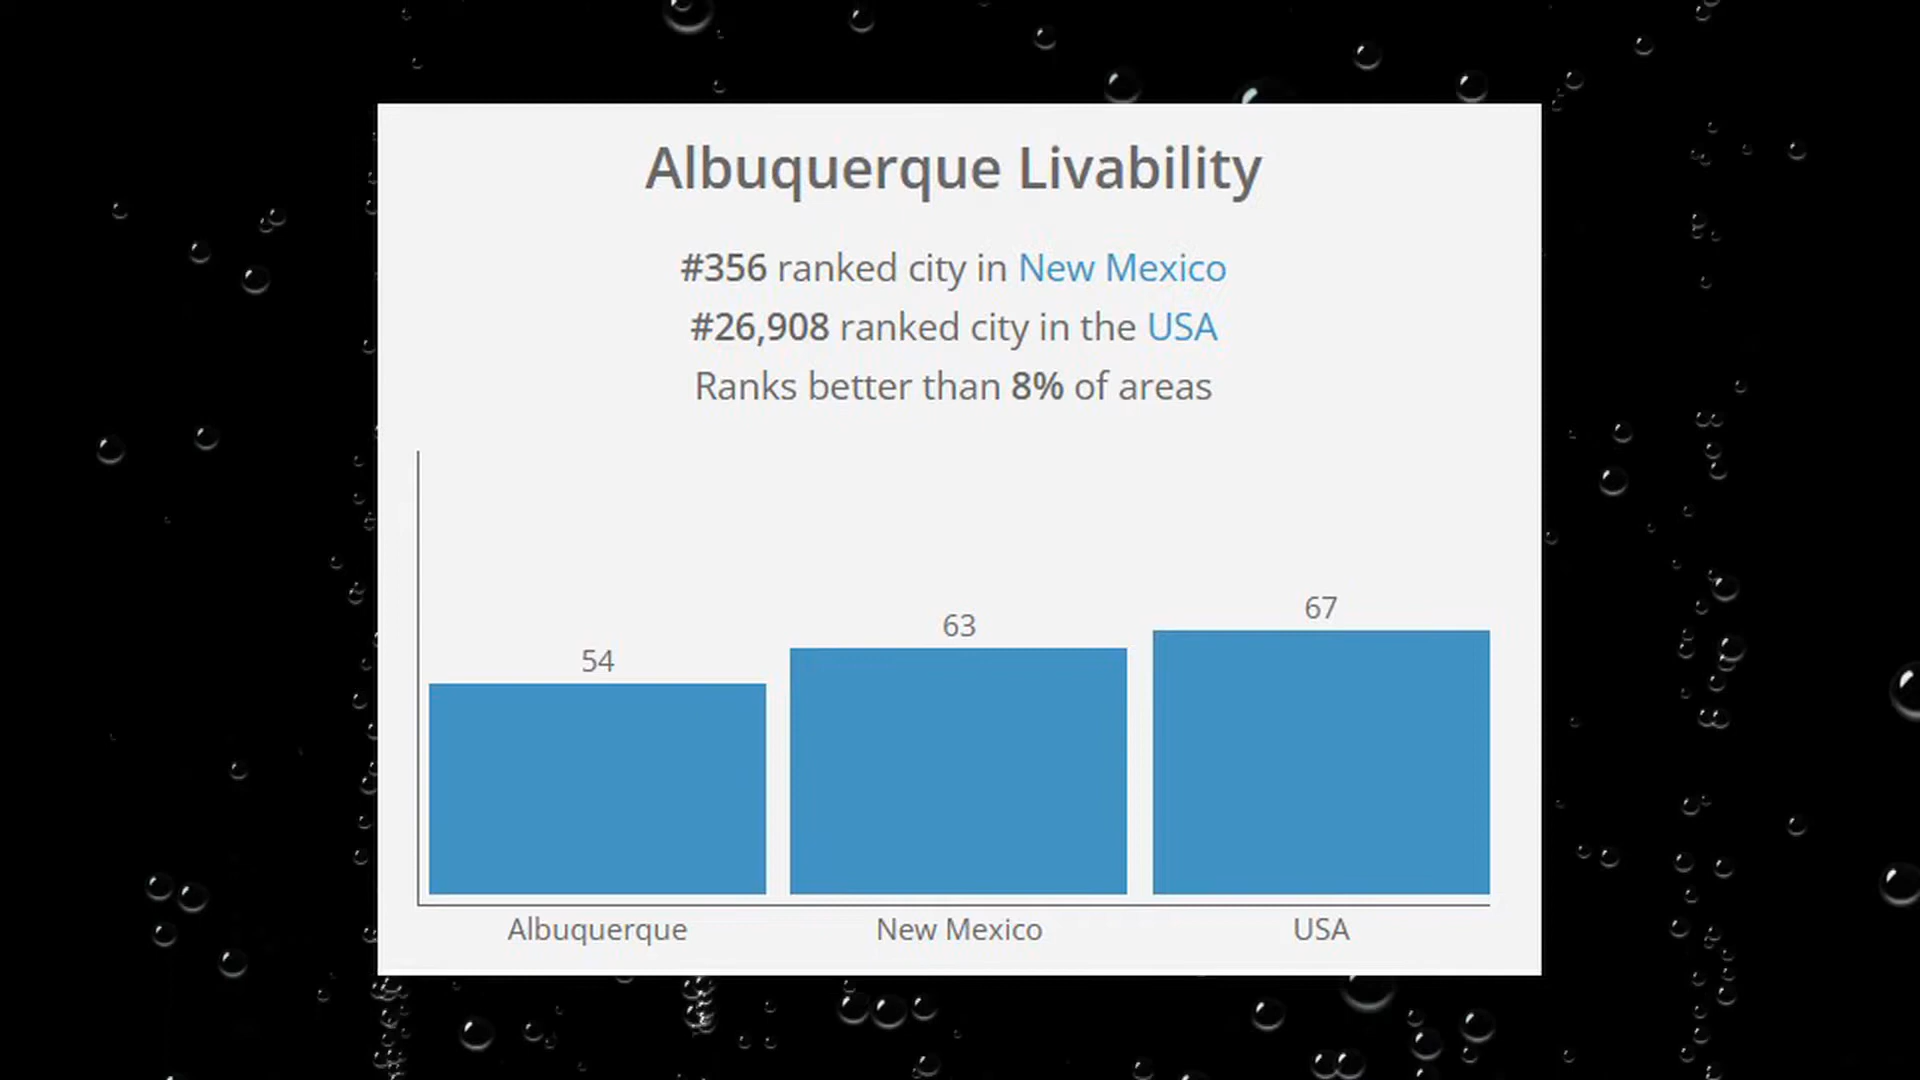 Albuquerque Livability
#356 ranked city in New Mexico
#26,908 ranked city in the USA
Ranks better than 8% of areas
54
63
67
Albuquerque
New Mexico
USA